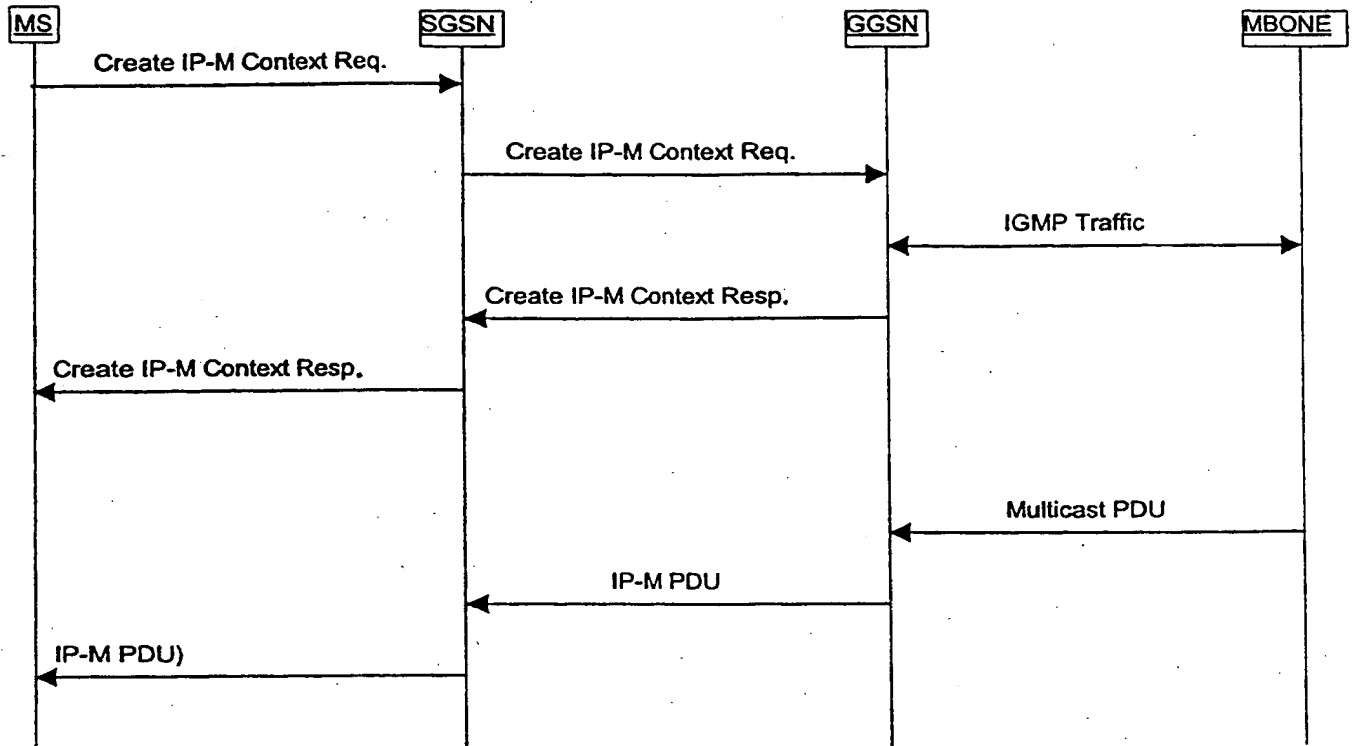 MS
SGSN
GGSN
MBONE
Create IP-M Context Req.
Create IP-M Context Req.
IGMP Traffic
Create IP-M Context Resp.
Create IP-M Context Resp.
Multicast PDU
IP-M PDU
IP-M PDU)